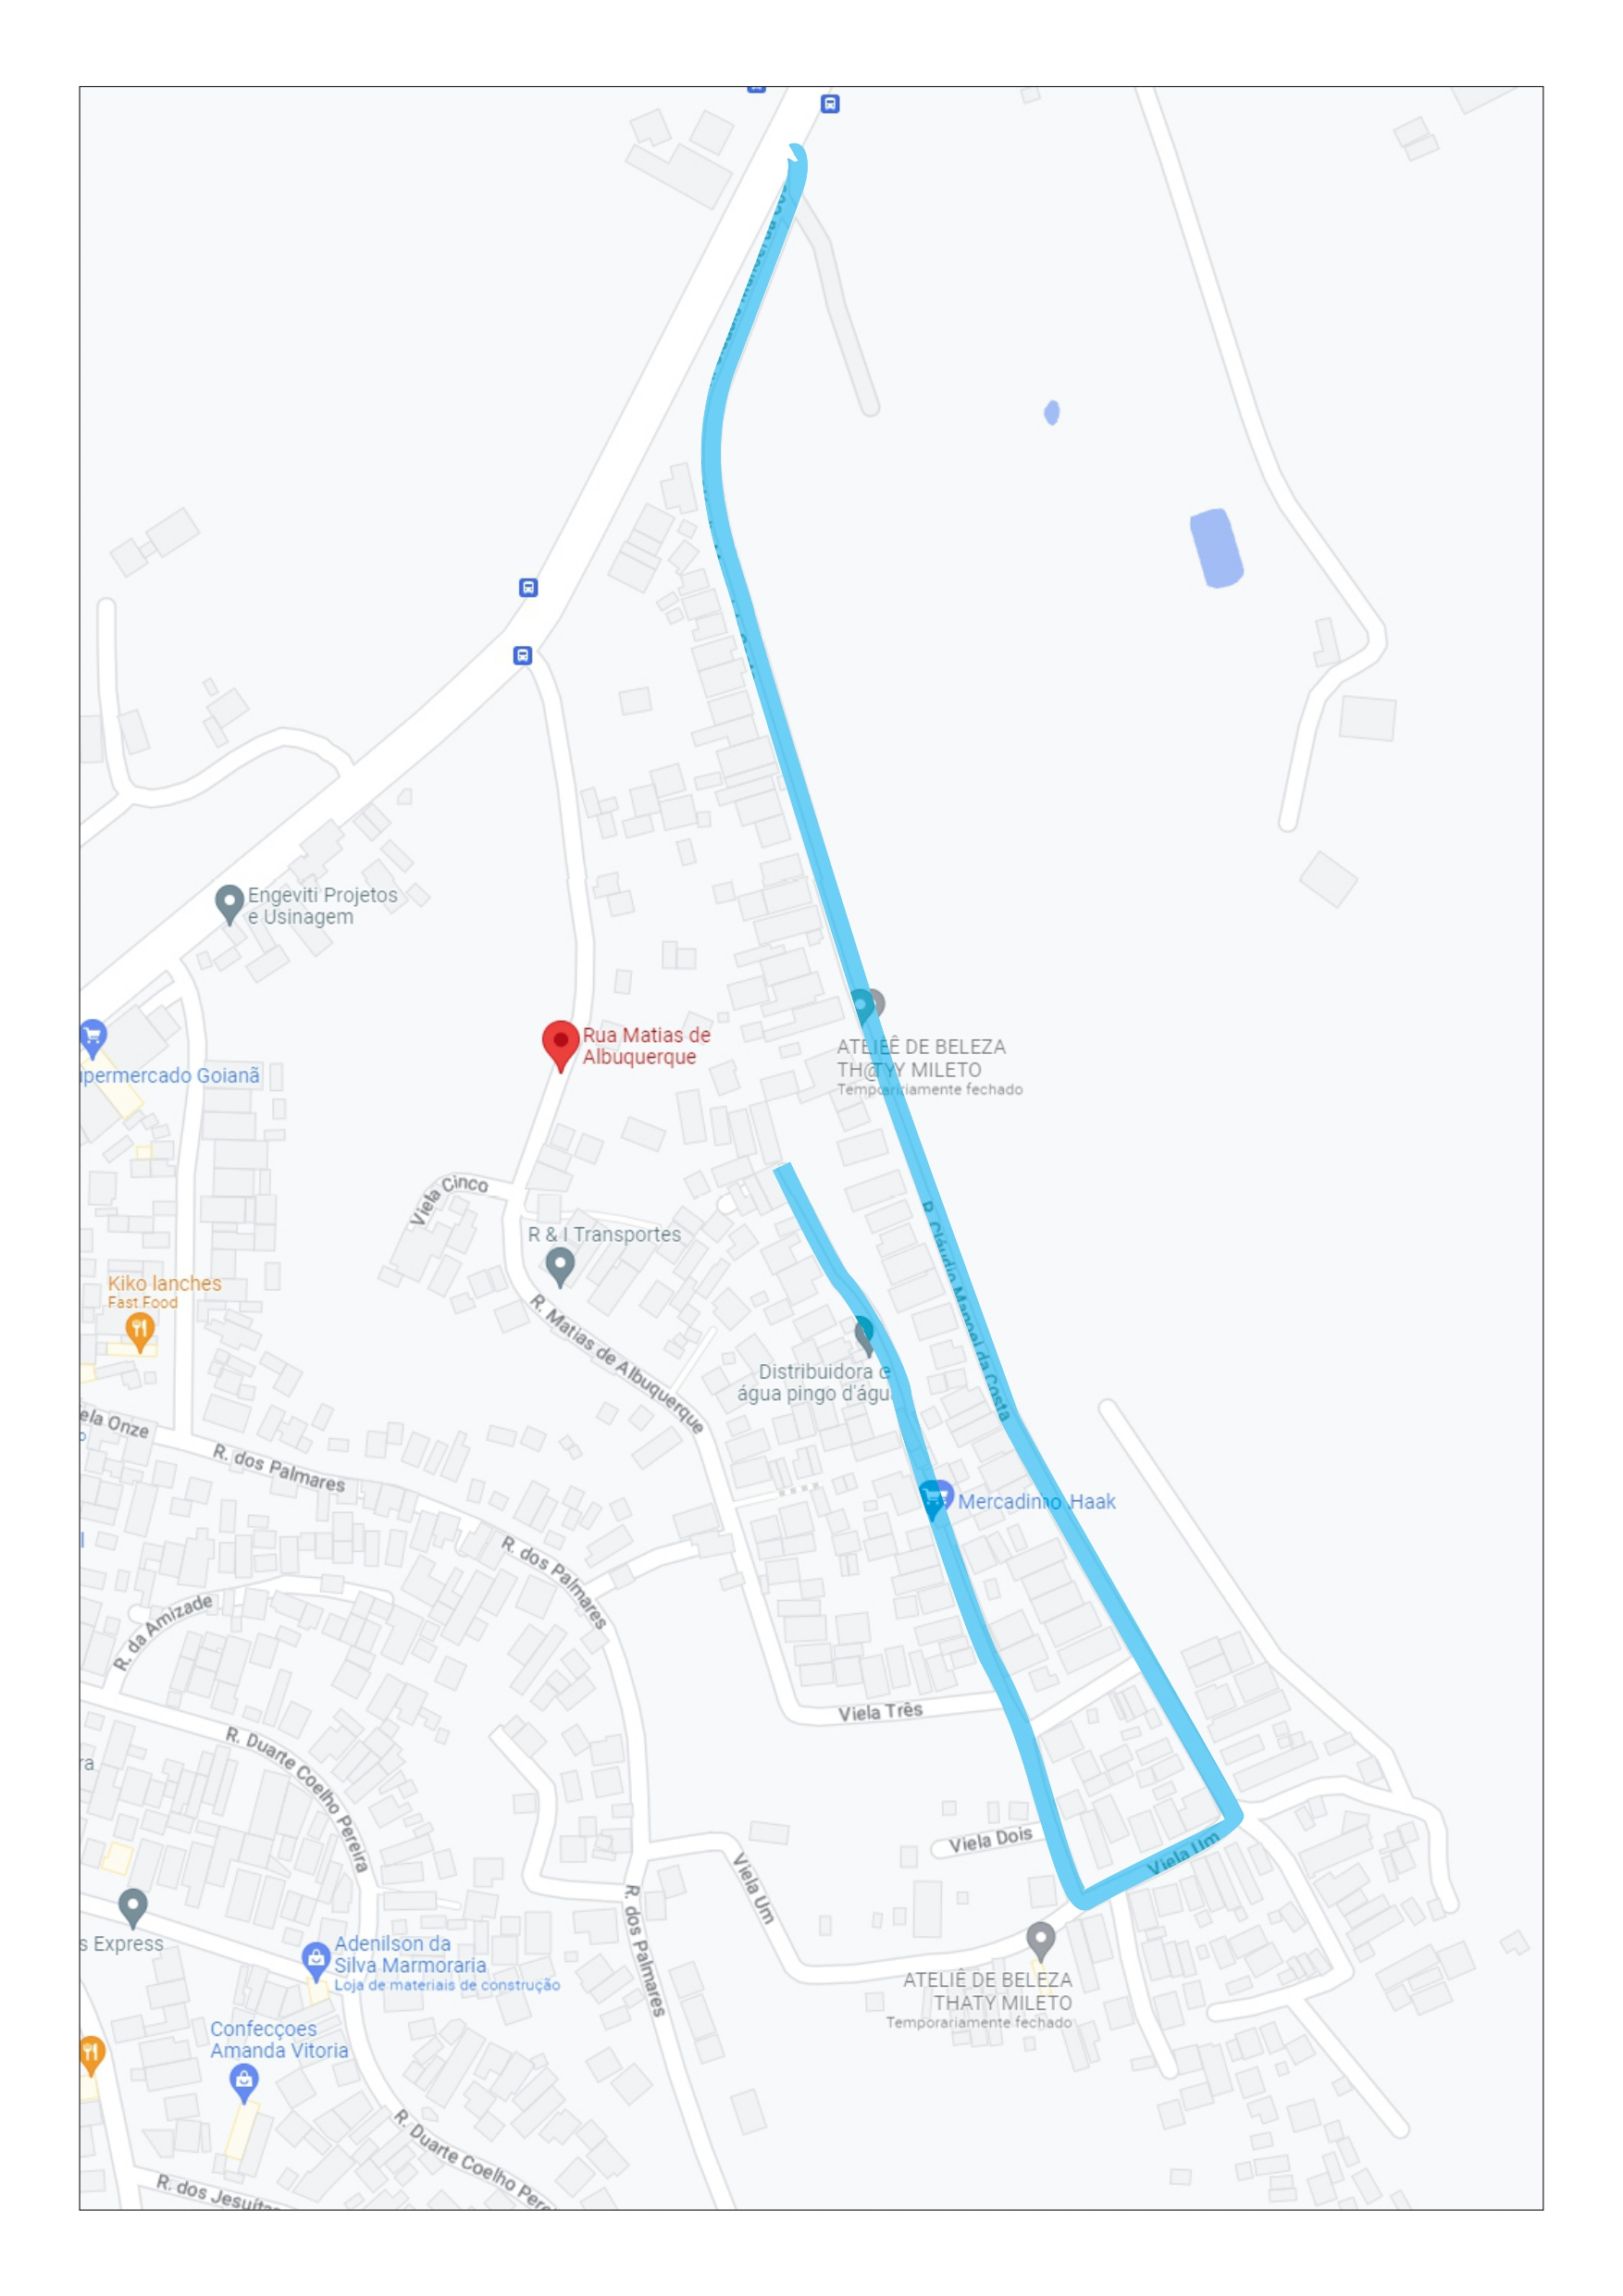 Engeviti Projetos
e Usinagem
Rua Matias de
Albuquerque
permercado Goianã
ATELIÊ DE BELEZA
TH@TYY MILETO
Temporariamente fechado
Viela Cinco
R & I Transportes
R. Cláudio Manoel da Costa
Kiko lanches
Fast Food
R. Matias de Albuquerque
Distribuidora
água pingo d'água
ela Onze
R. dos Palmares
Mercadinho Haak
R. dos Palmares
R. da Amizade
Viela Três
R. Duarte Coelho Pereira
ra
Viela Dois
Viela Um
Viela Um
R. dos Palmares
s Express
Adenilson da
Silva Marmoraria
Loja de materiais de construção
ATELIÊ DE BELEZA
THATY MILETO
Temporariamente fechado
Confecçoes
Amanda Vitoria
R. Duarte Coelho Pere
R. dos Jesuíta